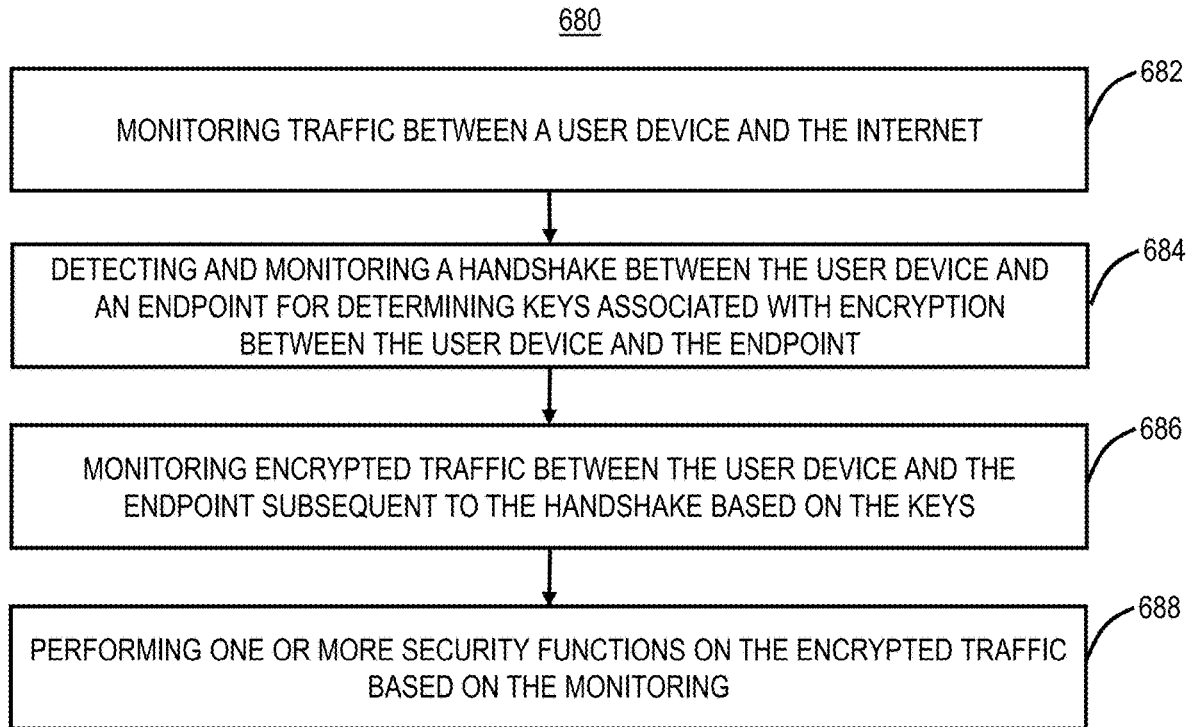 680
MONITORING TRAFFIC BETWEEN A USER DEVICE AND THE INTERNET
682
DETECTING AND MONITORING A HANDSHAKE BETWEEN THE USER DEVICE AND
AN ENDPOINT FOR DETERMINING KEYS ASSOCIATED WITH ENCRYPTION
BETWEEN THE USER DEVICE AND THE ENDPOINT
684
MONITORING ENCRYPTED TRAFFIC BETWEEN THE USER DEVICE AND THE
ENDPOINT SUBSEQUENT TO THE HANDSHAKE BASED ON THE KEYS
686
PERFORMING ONE OR MORE SECURITY FUNCTIONS ON THE ENCRYPTED TRAFFIC
BASED ON THE MONITORING
688